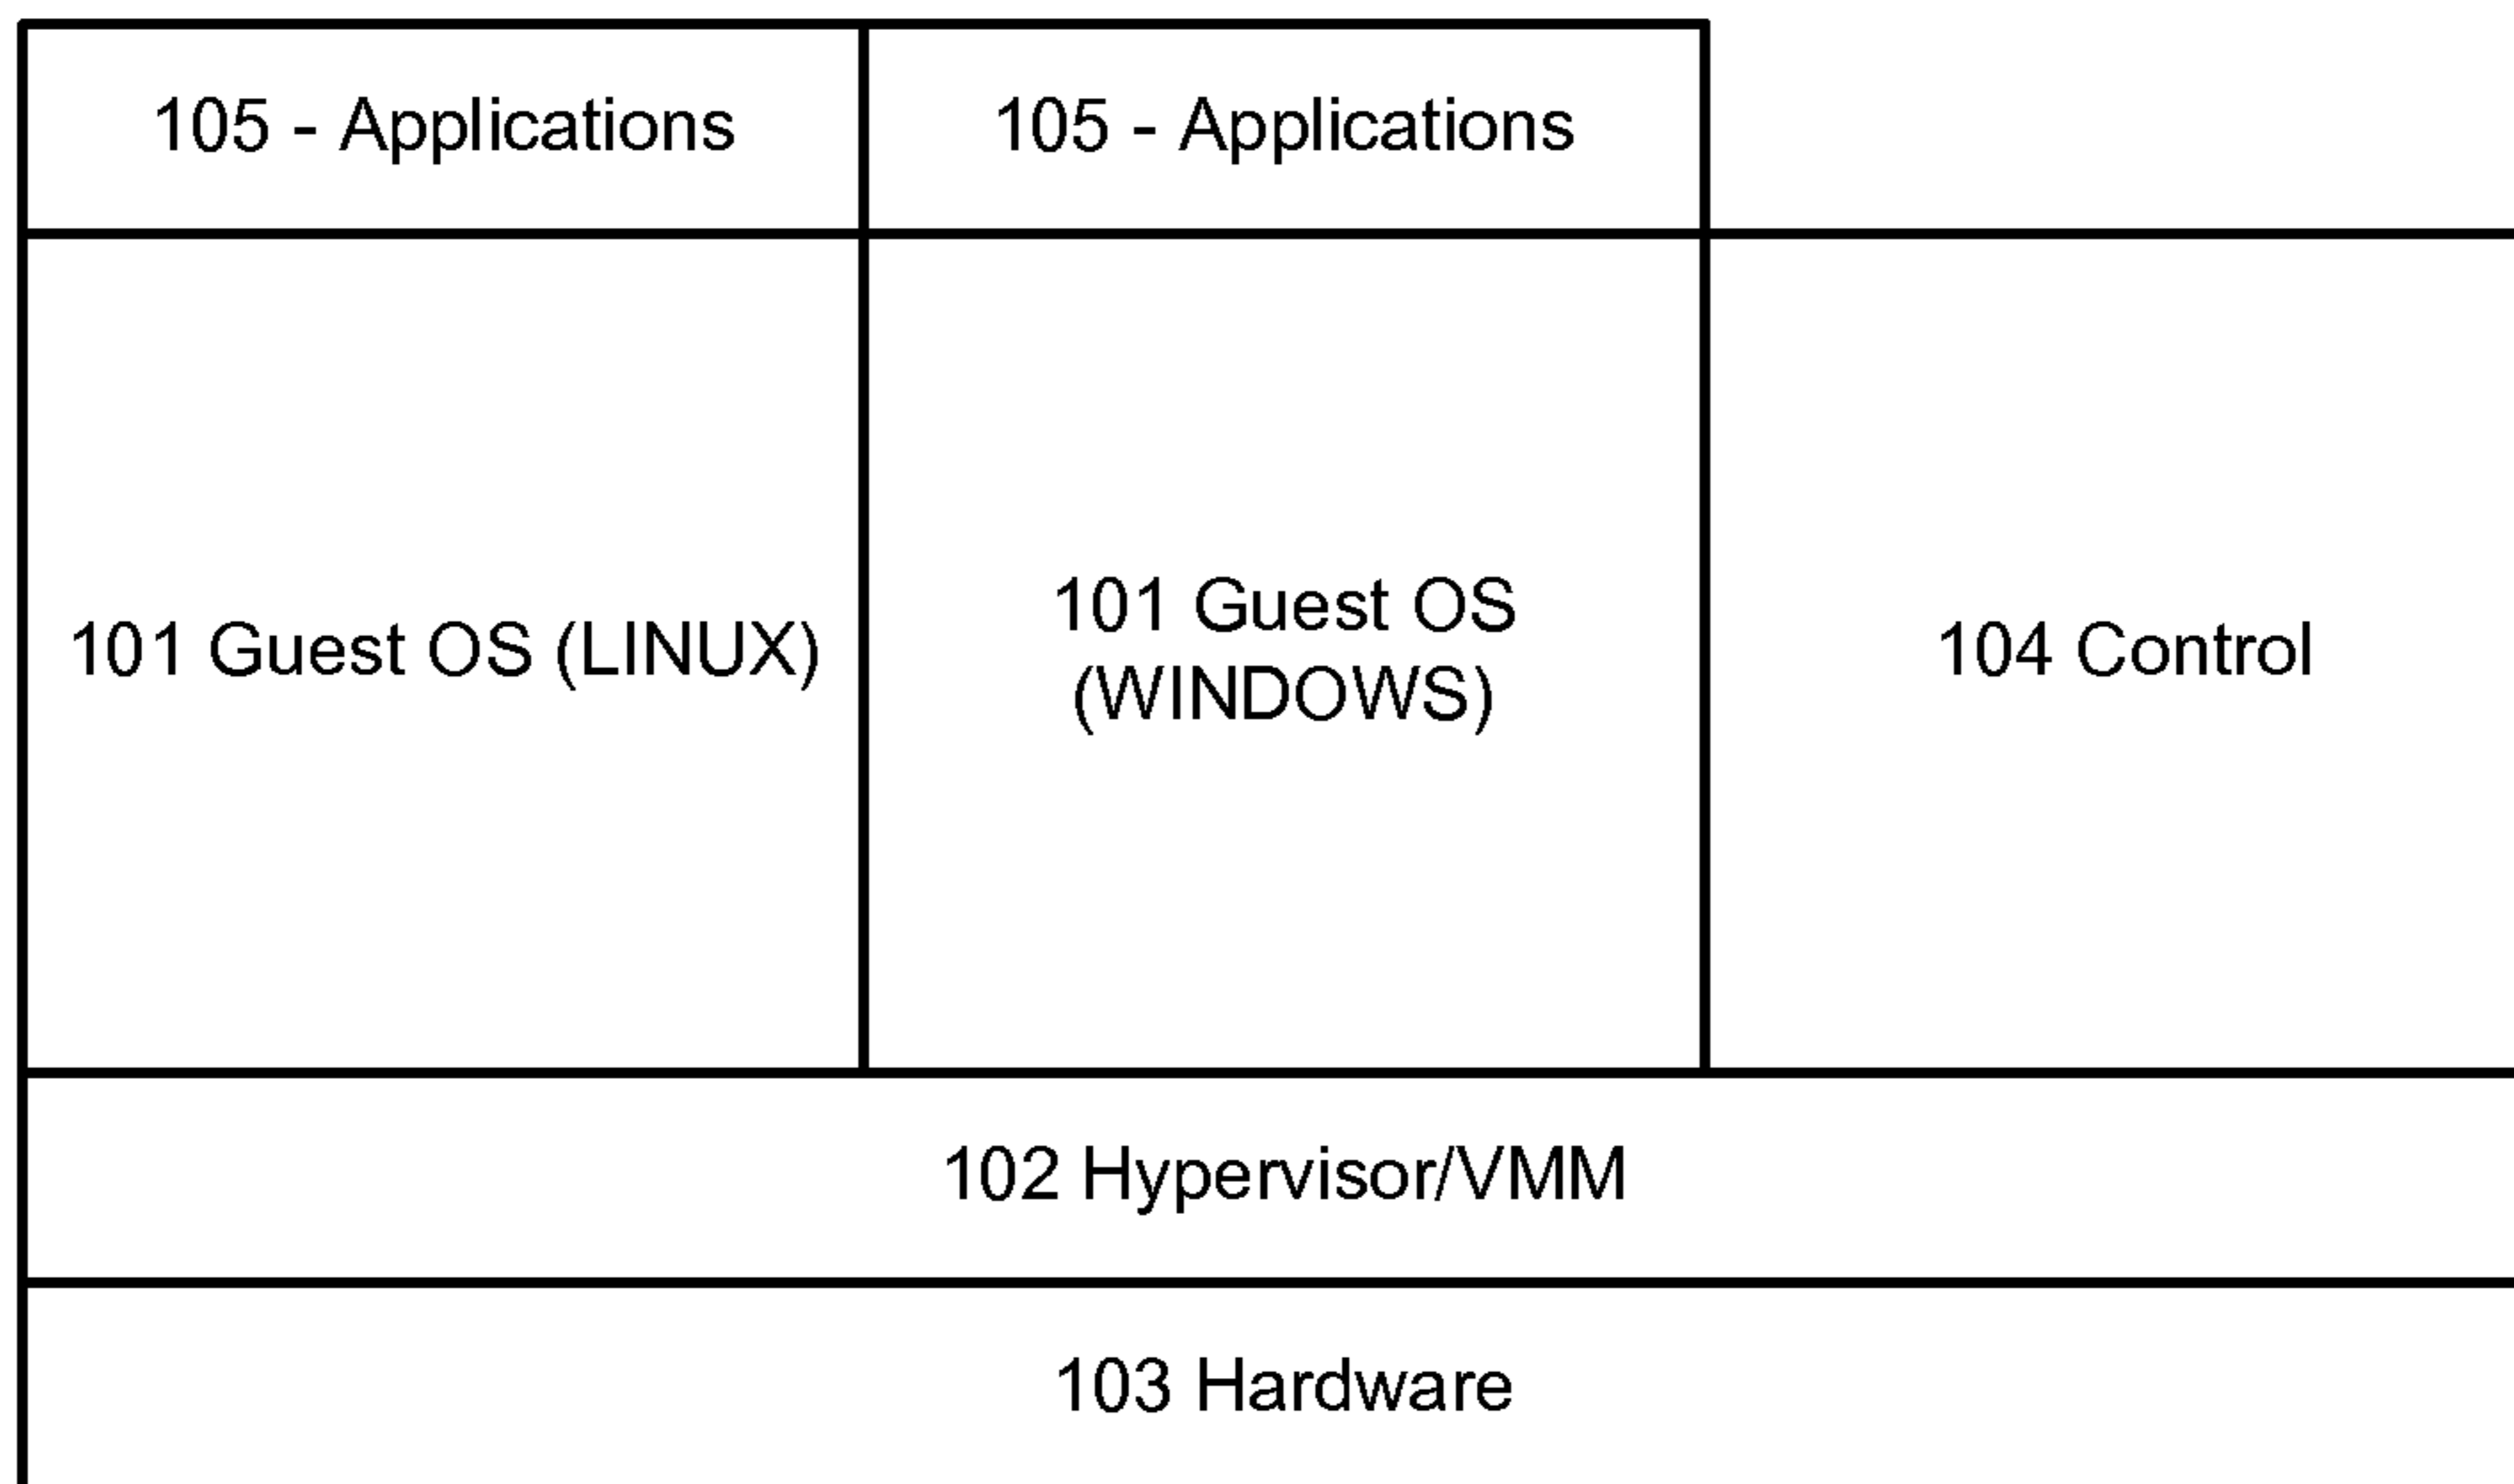 105 - Applications
105 - Applications
101 Guest OS (LINUX)
101 Guest OS
(WINDOWS)
104 Control
102 Hypervisor/VMM
103 Hardware